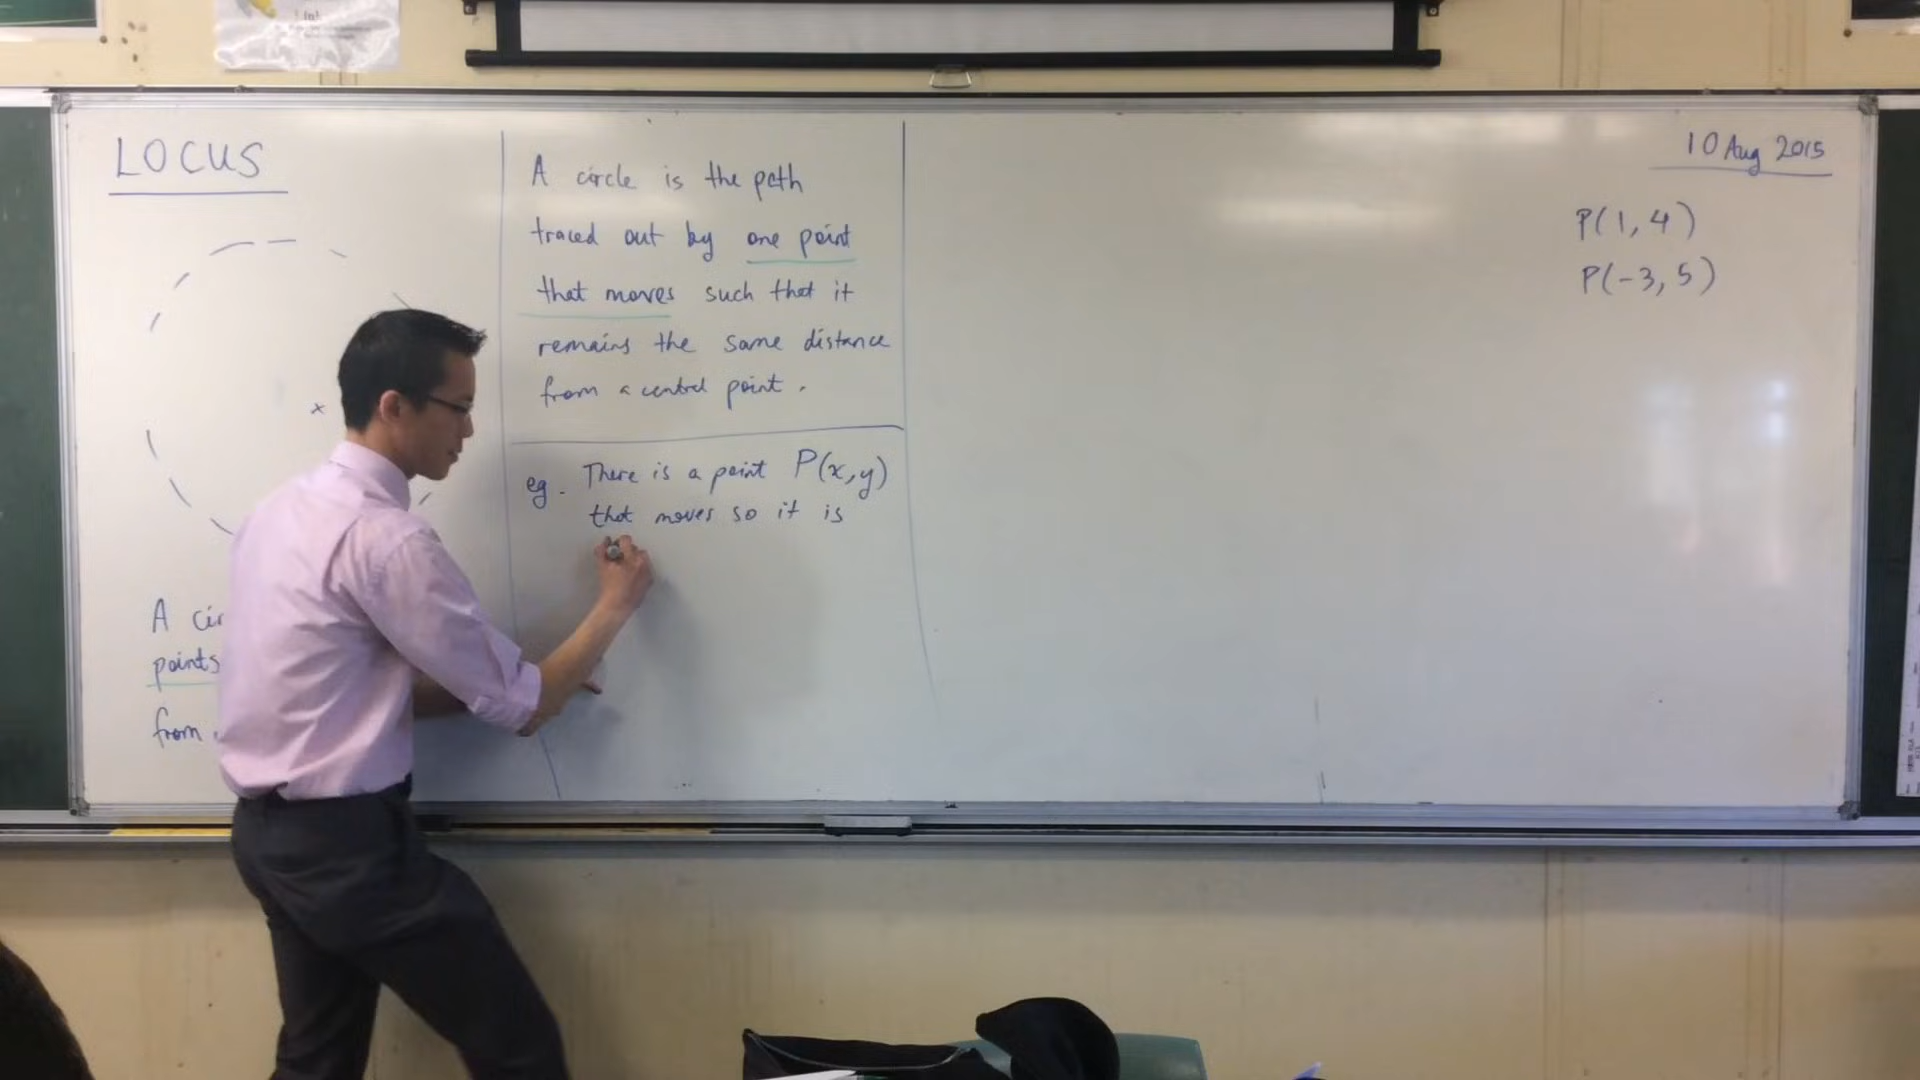 LOCUS
A cir
points
from
A circle is the path
traced out by one point
that moves such that it
remains the same distance
from a central point.
eg. There is a point P(x,y)
that moves so it is
10 Aug 2015
P(1, 4)
P(-3, 5)